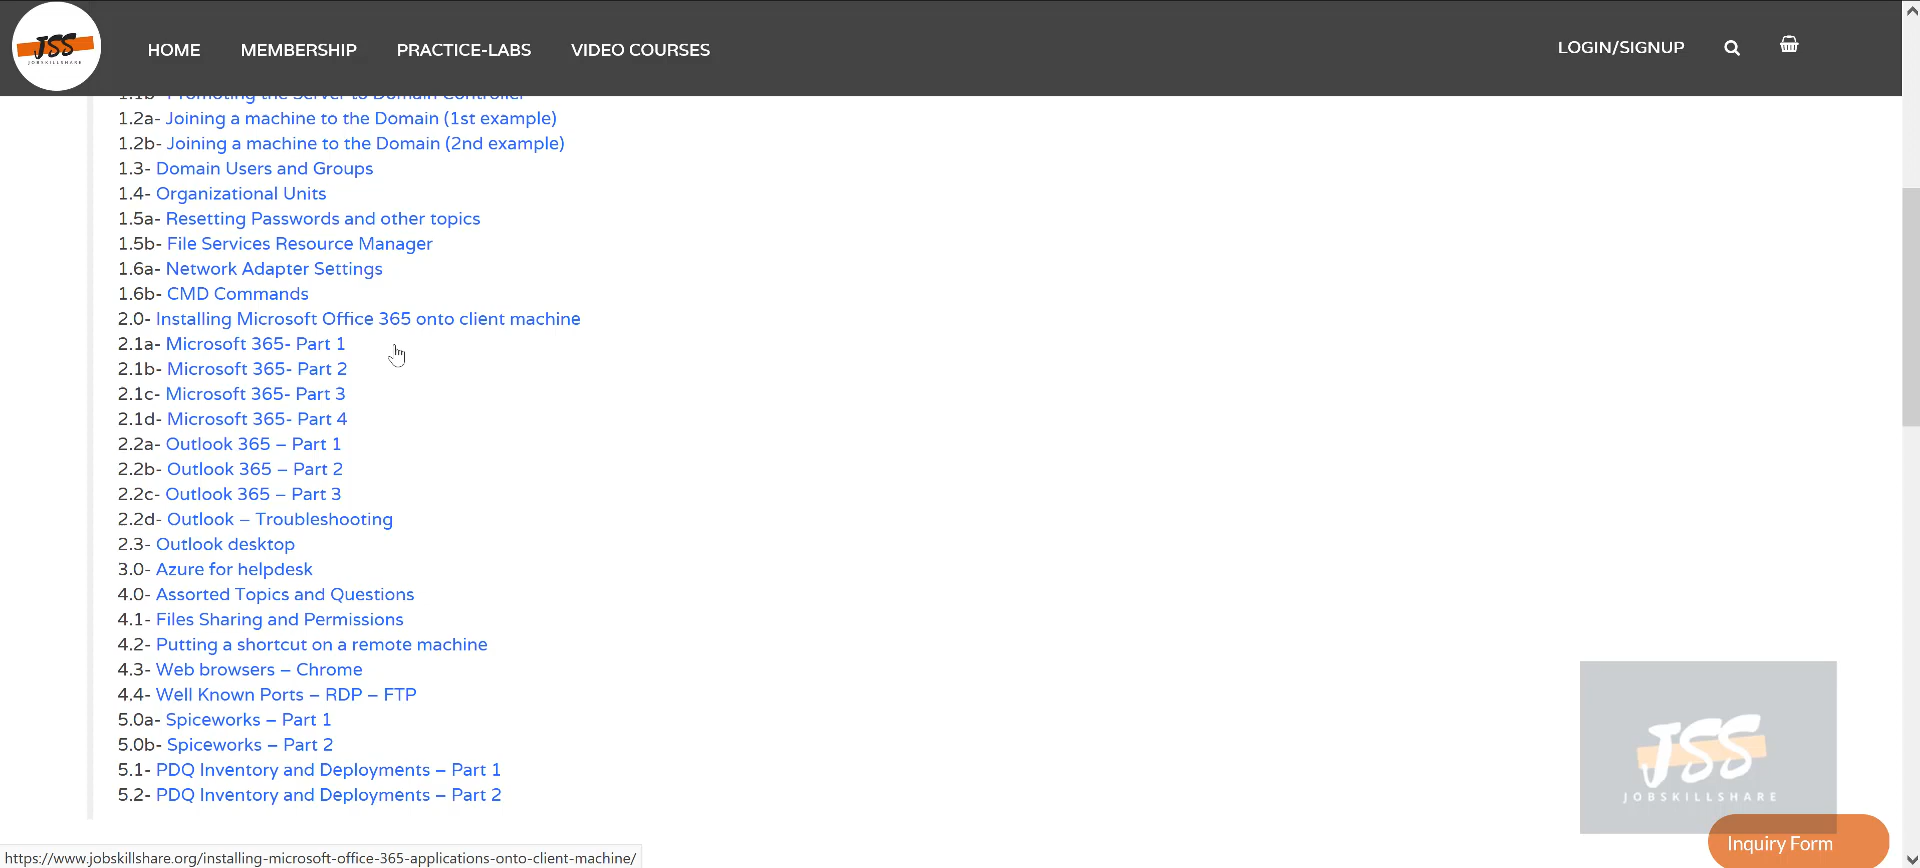 JSS
JOBSKILLSHARE
HOME
MEMBERSHIP
PRACTICE-LABS
VIDEO COURSES
LOGIN/SIGNUP
1.1b- Promoting the Server to Domain Controller
1.2a- Joining a machine to the Domain (1st example)
1.2b- Joining a machine to the Domain (2nd example)
1.3- Domain Users and Groups
1.4- Organizational Units
1.5a- Resetting Passwords and other topics
1.5b- File Services Resource Manager
1.6a- Network Adapter Settings
1.6b- CMD Commands
2.0- Installing Microsoft Office 365 onto client machine
2.1a- Microsoft 365- Part 1
2.1b- Microsoft 365- Part 2
2.1c- Microsoft 365- Part 3
2.1d- Microsoft 365- Part 4
2.2a- Outlook 365 – Part 1
2.2b- Outlook 365 – Part 2
2.2c- Outlook 365 – Part 3
2.2d- Outlook – Troubleshooting
2.3- Outlook desktop
3.0- Azure for helpdesk
4.0- Assorted Topics and Questions
4.1- Files Sharing and Permissions
4.2- Putting a shortcut on a remote machine
4.3- Web browsers – Chrome
4.4- Well Known Ports – RDP – FTP
5.0a- Spiceworks – Part 1
5.0b- Spiceworks – Part 2
5.1- PDQ Inventory and Deployments – Part 1
5.2- PDQ Inventory and Deployments – Part 2
JSS
JOBSKILLSHARE
Inquiry Form
https://www.jobskillshare.org/installing-microsoft-office-365-applications-onto-client-machine/